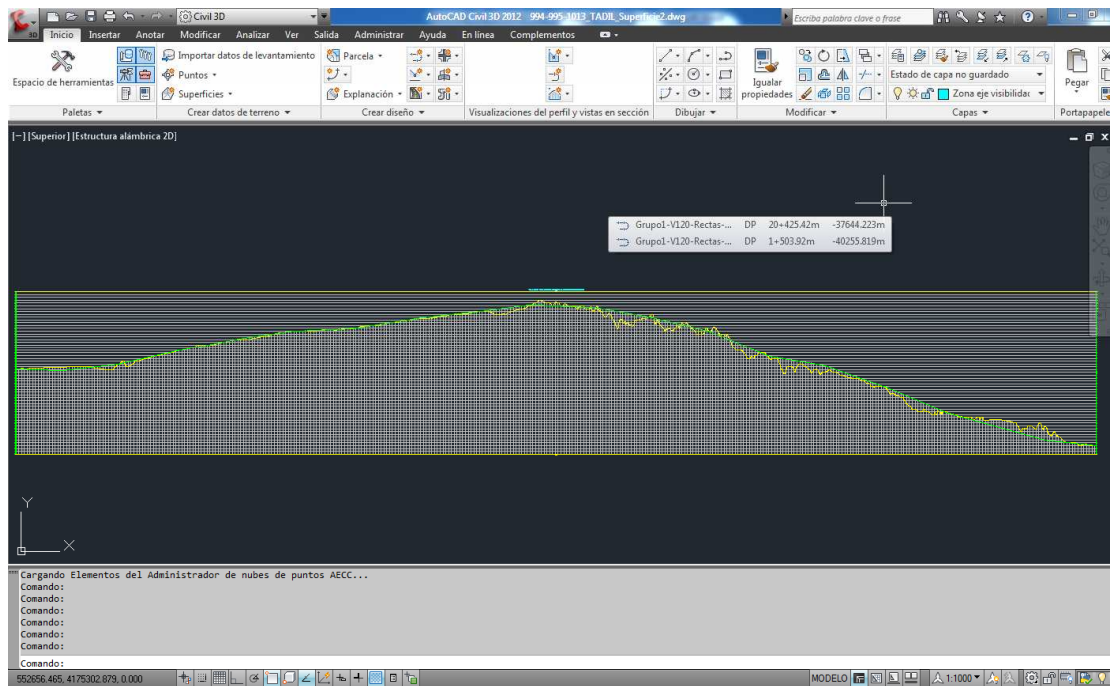 Civil 3D
AutoCAD Civil 3D 2012 994-995-1013_TADIL_Superficie2.dwg
Escriba palabra clave o frase
3D
Inicio Insertar Anotar Modificar Analizar Ver Salida Administrar Ayuda En línea Complementos
Espacio de herramientas
Importar datos de levantamiento
Puntos
Superficies
Parcela
Explanación
Igualar propiedades
Estado de capa no guardado
Zona eje visibilidac
Pegar
Paletas
Crear datos de terreno
Crear diseño
Visualizaciones del perfil y vistas en sección
Dibujar
Modificar
Capas
Portapapele
[−] [Superior] [Estructura alámbrica 2D]
Grupo1-V120-Rectas-... DP 20+425.42m -37644.223m
Grupo1-V120-Rectas-... DP 1+503.92m -40255.819m
Y
X
Cargando Elementos del Administrador de nubes de puntos AECC...
Comando:
Comando:
Comando:
Comando:
Comando:
Comando:
Comando:
552656.465, 4175302.879, 0.000
MODELO
1:1000